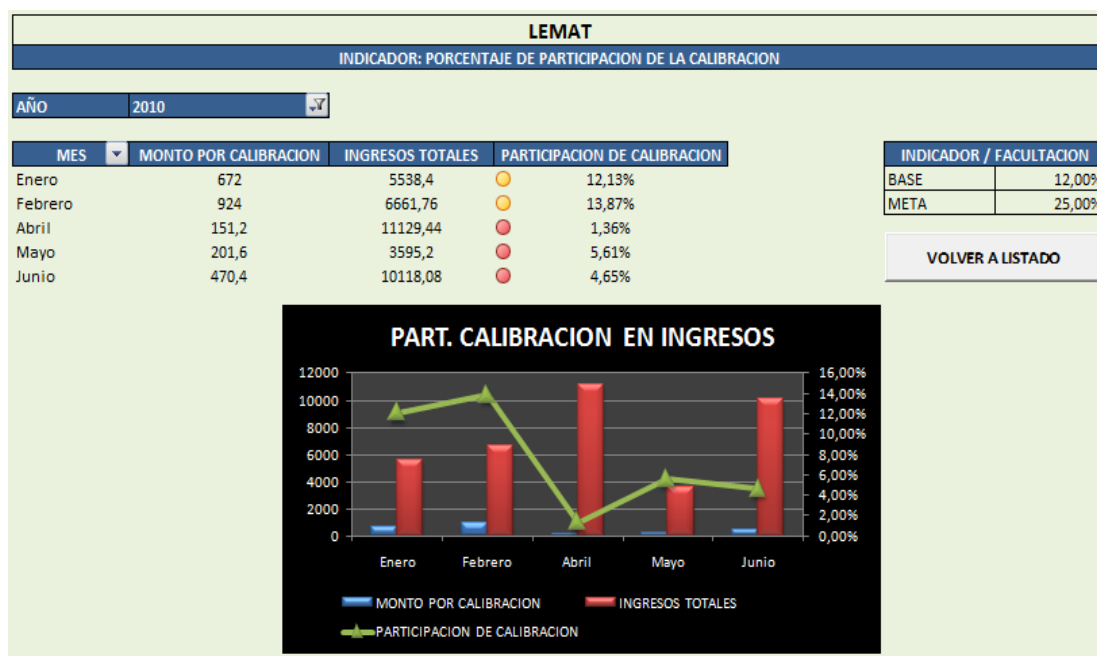 LEMAT
INDICADOR: PORCENTAJE DE PARTICIPACION DE LA CALIBRACION
AÑO 2010
MES MONTO POR CALIBRACION INGRESOS TOTALES PARTICIPACION DE CALIBRACION
Enero 672 5538,4 12,13%
Febrero 924 6661,76 13,87%
Abril 151,2 11129,44 1,36%
Mayo 201,6 3595,2 5,61%
Junio 470,4 10118,08 4,65%
INDICADOR / FACULTACION
BASE 12,00%
META 25,00%
VOLVER A LISTADO
PART. CALIBRACION EN INGRESOS
12000 16,00%
14,00%
10000 12,00%
8000 10,00%
6000 8,00%
6,00%
4000 4,00%
2000 2,00%
0 0,00%
Enero Febrero Abril Mayo Junio
MONTO POR CALIBRACION INGRESOS TOTALES
PARTICIPACION DE CALIBRACION